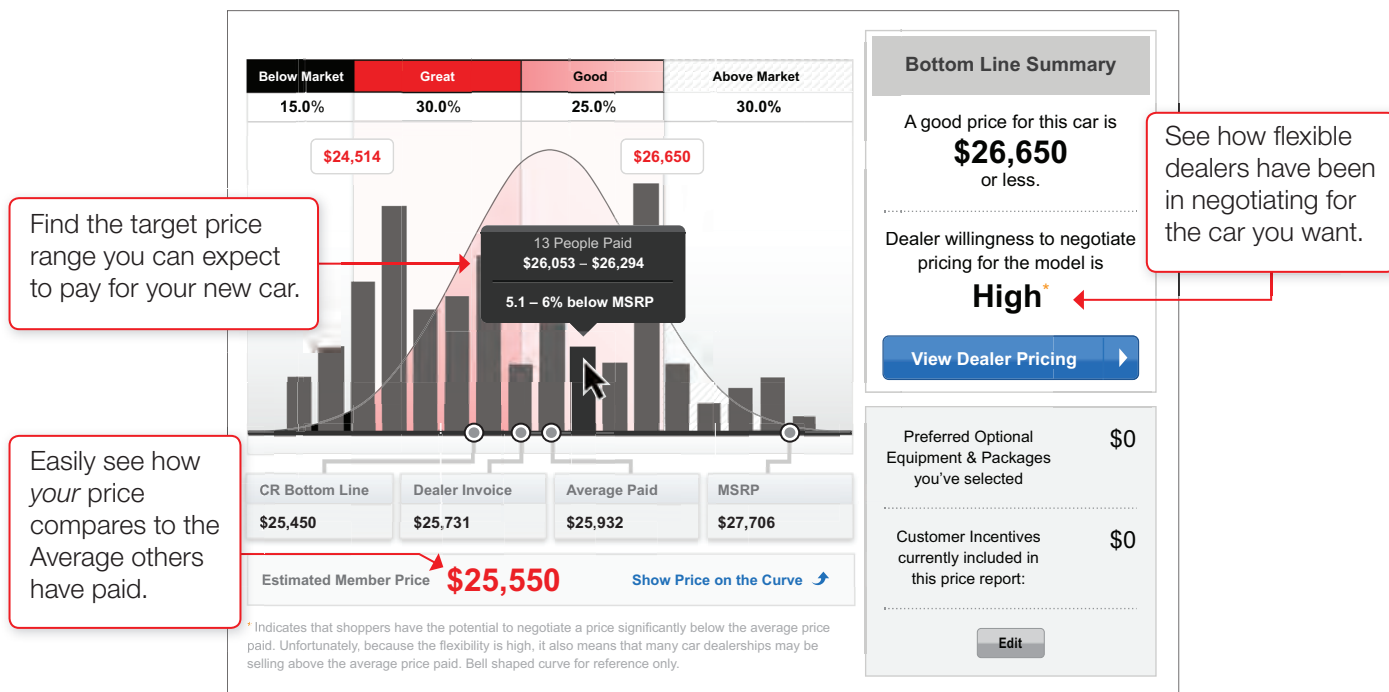 Below Market Great Good Above Market
15.0% 30.0% 25.0% 30.0%
$24,514
$26,650
13 People Paid
$26,053 – $26,294
5.1 – 6% below MSRP
Find the target price
range you can expect
to pay for your new car.
Easily see how
your price
compares to the
Average others
have paid.
CR Bottom Line Dealer Invoice Average Paid MSRP
$25,450 $25,731 $25,932 $27,706
Estimated Member Price $25,550 Show Price on the Curve
* Indicates that shoppers have the potential to negotiate a price significantly below the average price
paid. Unfortunately, because the flexibility is high, it also means that many car dealerships may be
selling above the average price paid. Bell shaped curve for reference only.
Bottom Line Summary
A good price for this car is
$26,650
or less.
Dealer willingness to negotiate
pricing for the model is
High*
View Dealer Pricing
See how flexible
dealers have been
in negotiating for
the car you want.
Preferred Optional $0
Equipment & Packages
you’ve selected
Customer Incentives $0
currently included in
this price report:
Edit